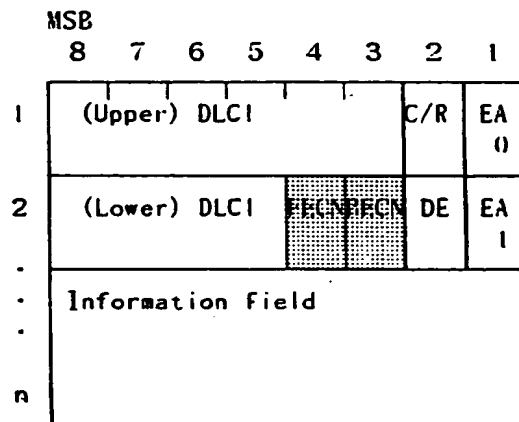 MSB
8 7 6 5 4 3 2 1
1 (Upper) DLCI C/R EA
0
2 (Lower) DLCI FECN BECN DE EA
1
.
.
.
Information Field
n